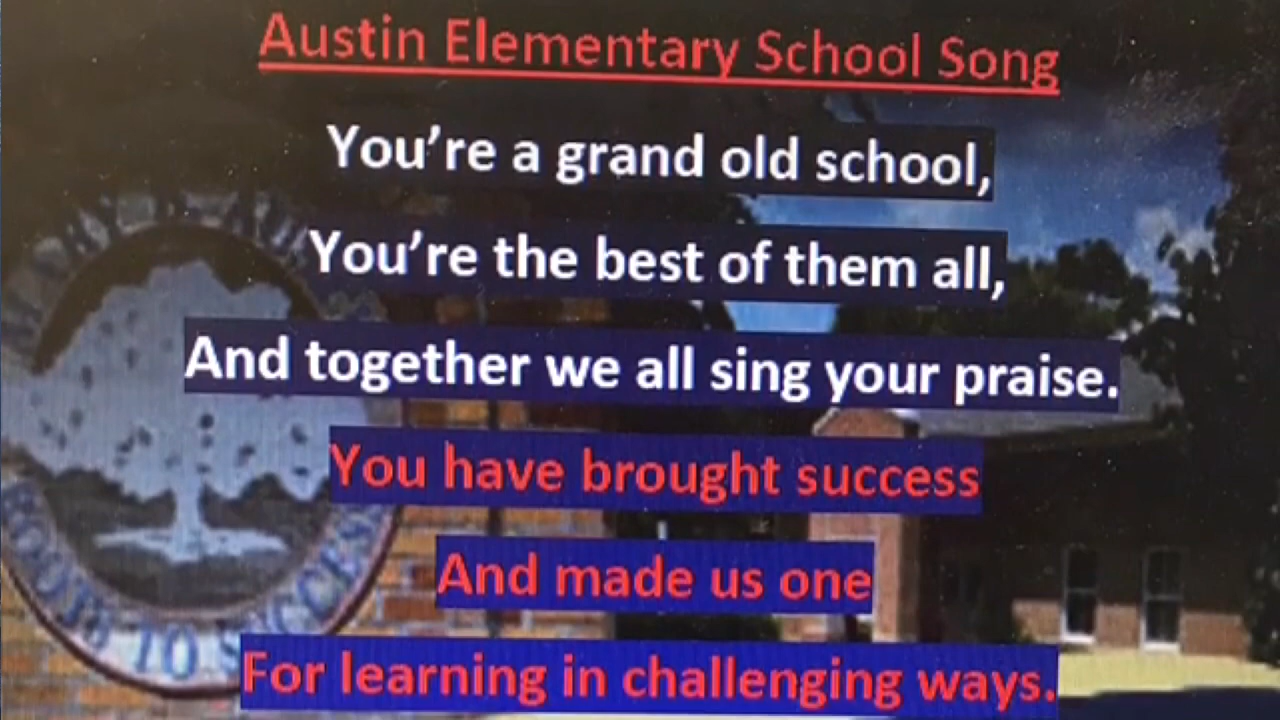 Austin Elementary School Song
You're a grand old school,
You're the best of them all,
And together we all sing your praise.
You have brought success
And made us one
For learning in challenging ways.
TO